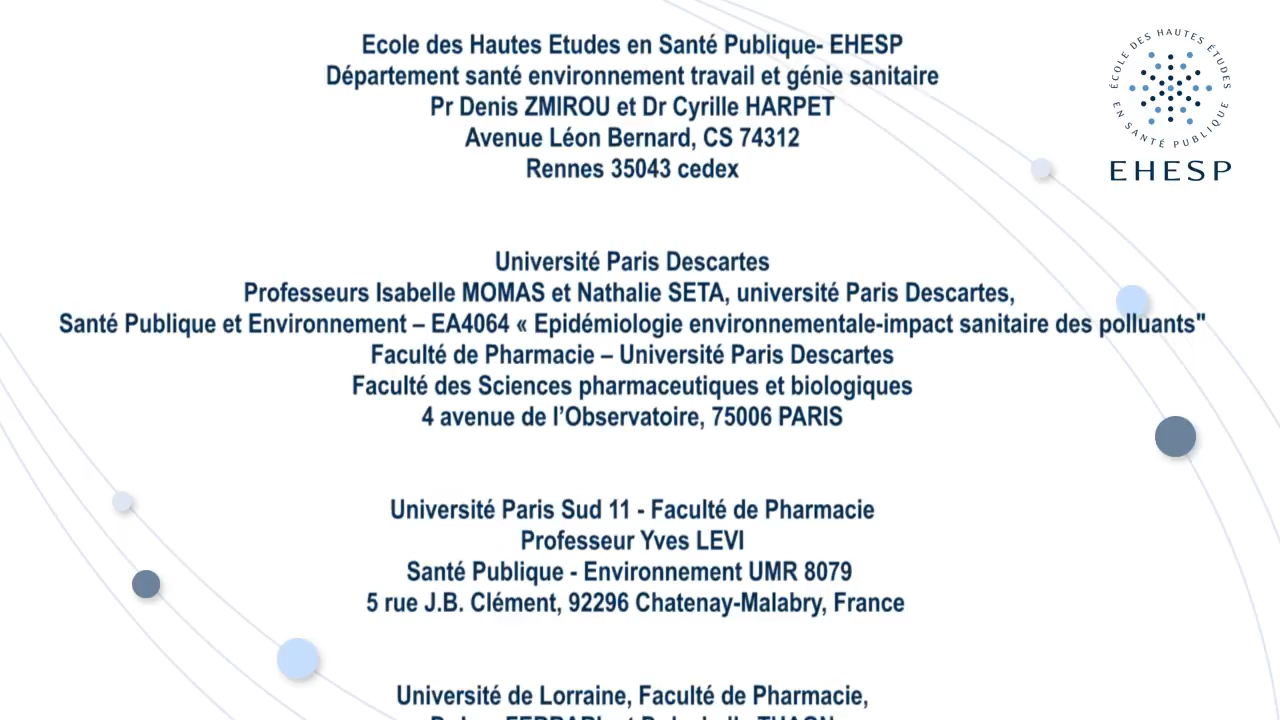 Ecole des Hautes Etudes en Santé Publique- EHESP
Département santé environnement travail et génie sanitaire
Pr Denis ZMIROU et Dr Cyrille HARPET
Avenue Léon Bernard, CS 74312
Rennes 35043 cedex
ÉCOLE DES HAUTES ÉTUDES
EN SANTÉ PUBLIQUE
EHESP
Université Paris Descartes
Professeurs Isabelle MOMAS et Nathalie SETA, université Paris Descartes,
Santé Publique et Environnement – EA4064 « Epidémiologie environnementale-impact sanitaire des polluants"
Faculté de Pharmacie – Université Paris Descartes
Faculté des Sciences pharmaceutiques et biologiques
4 avenue de l’Observatoire, 75006 PARIS
Université Paris Sud 11 - Faculté de Pharmacie
Professeur Yves LEVI
Santé Publique - Environnement UMR 8079
5 rue J.B. Clément, 92296 Chatenay-Malabry, France
Université de Lorraine, Faculté de Pharmacie,